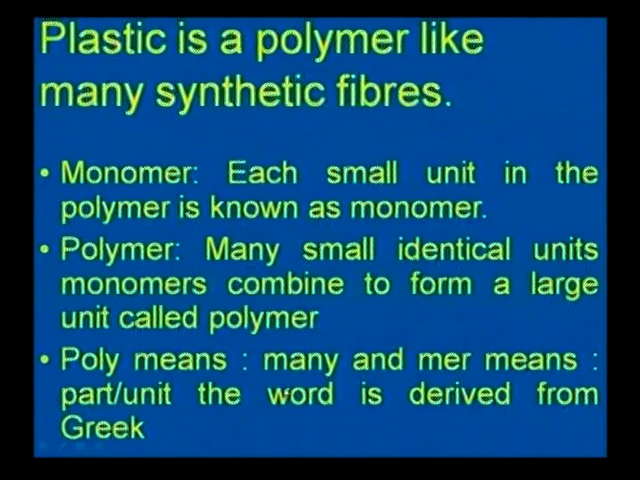 Plastic is a polymer like
many synthetic fibres.
• Monomer: Each small unit in the
polymer is known as monomer.
• Polymer: Many small identical units
monomers combine to form a large
unit called polymer
• Poly means : many and mer means :
part/unit the word is derived from
Greek